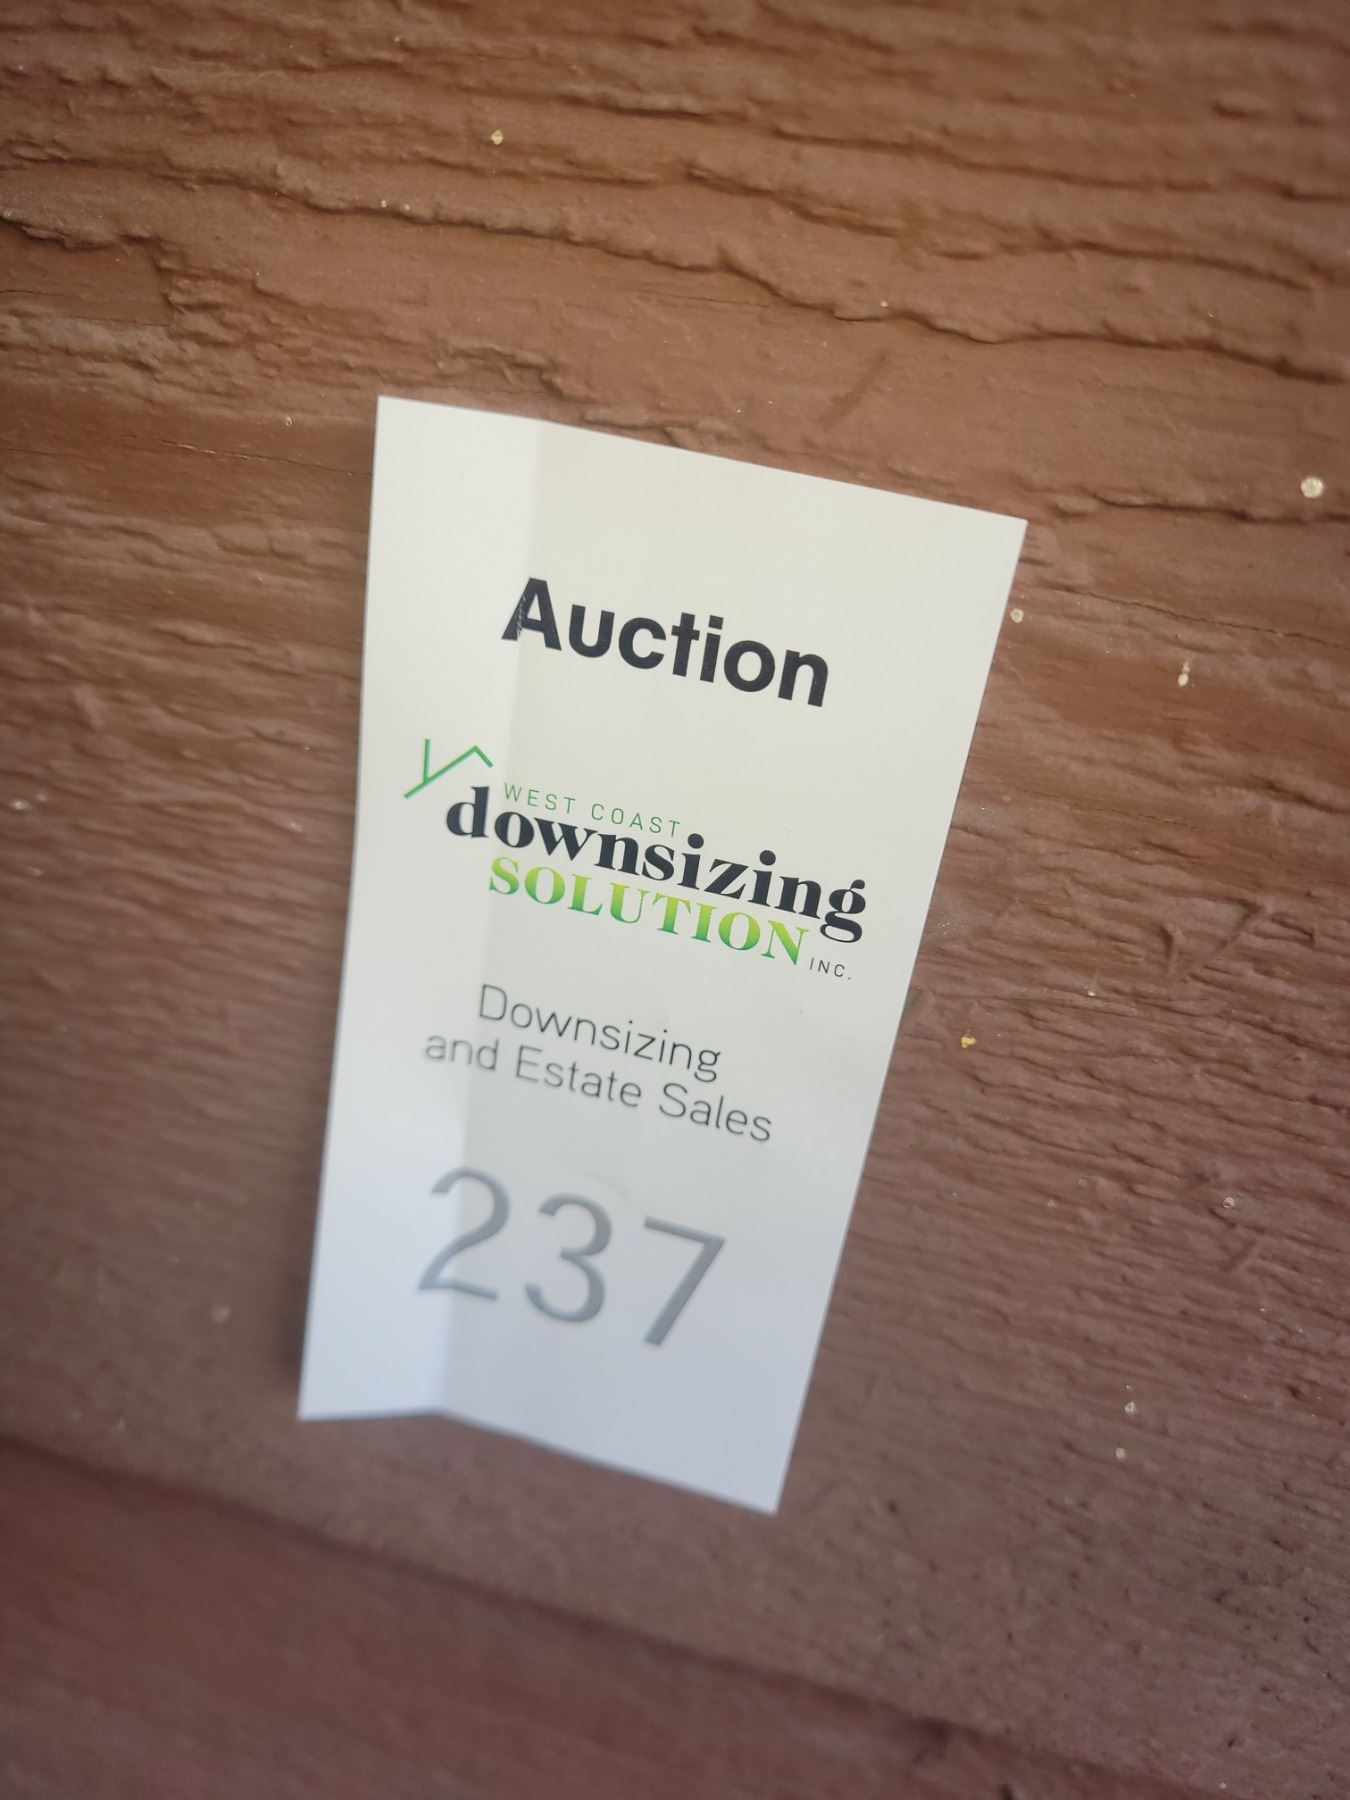 Auction
WEST COAST
downsizing
SOLUTION INC.
Downsizing
and Estate Sales
237